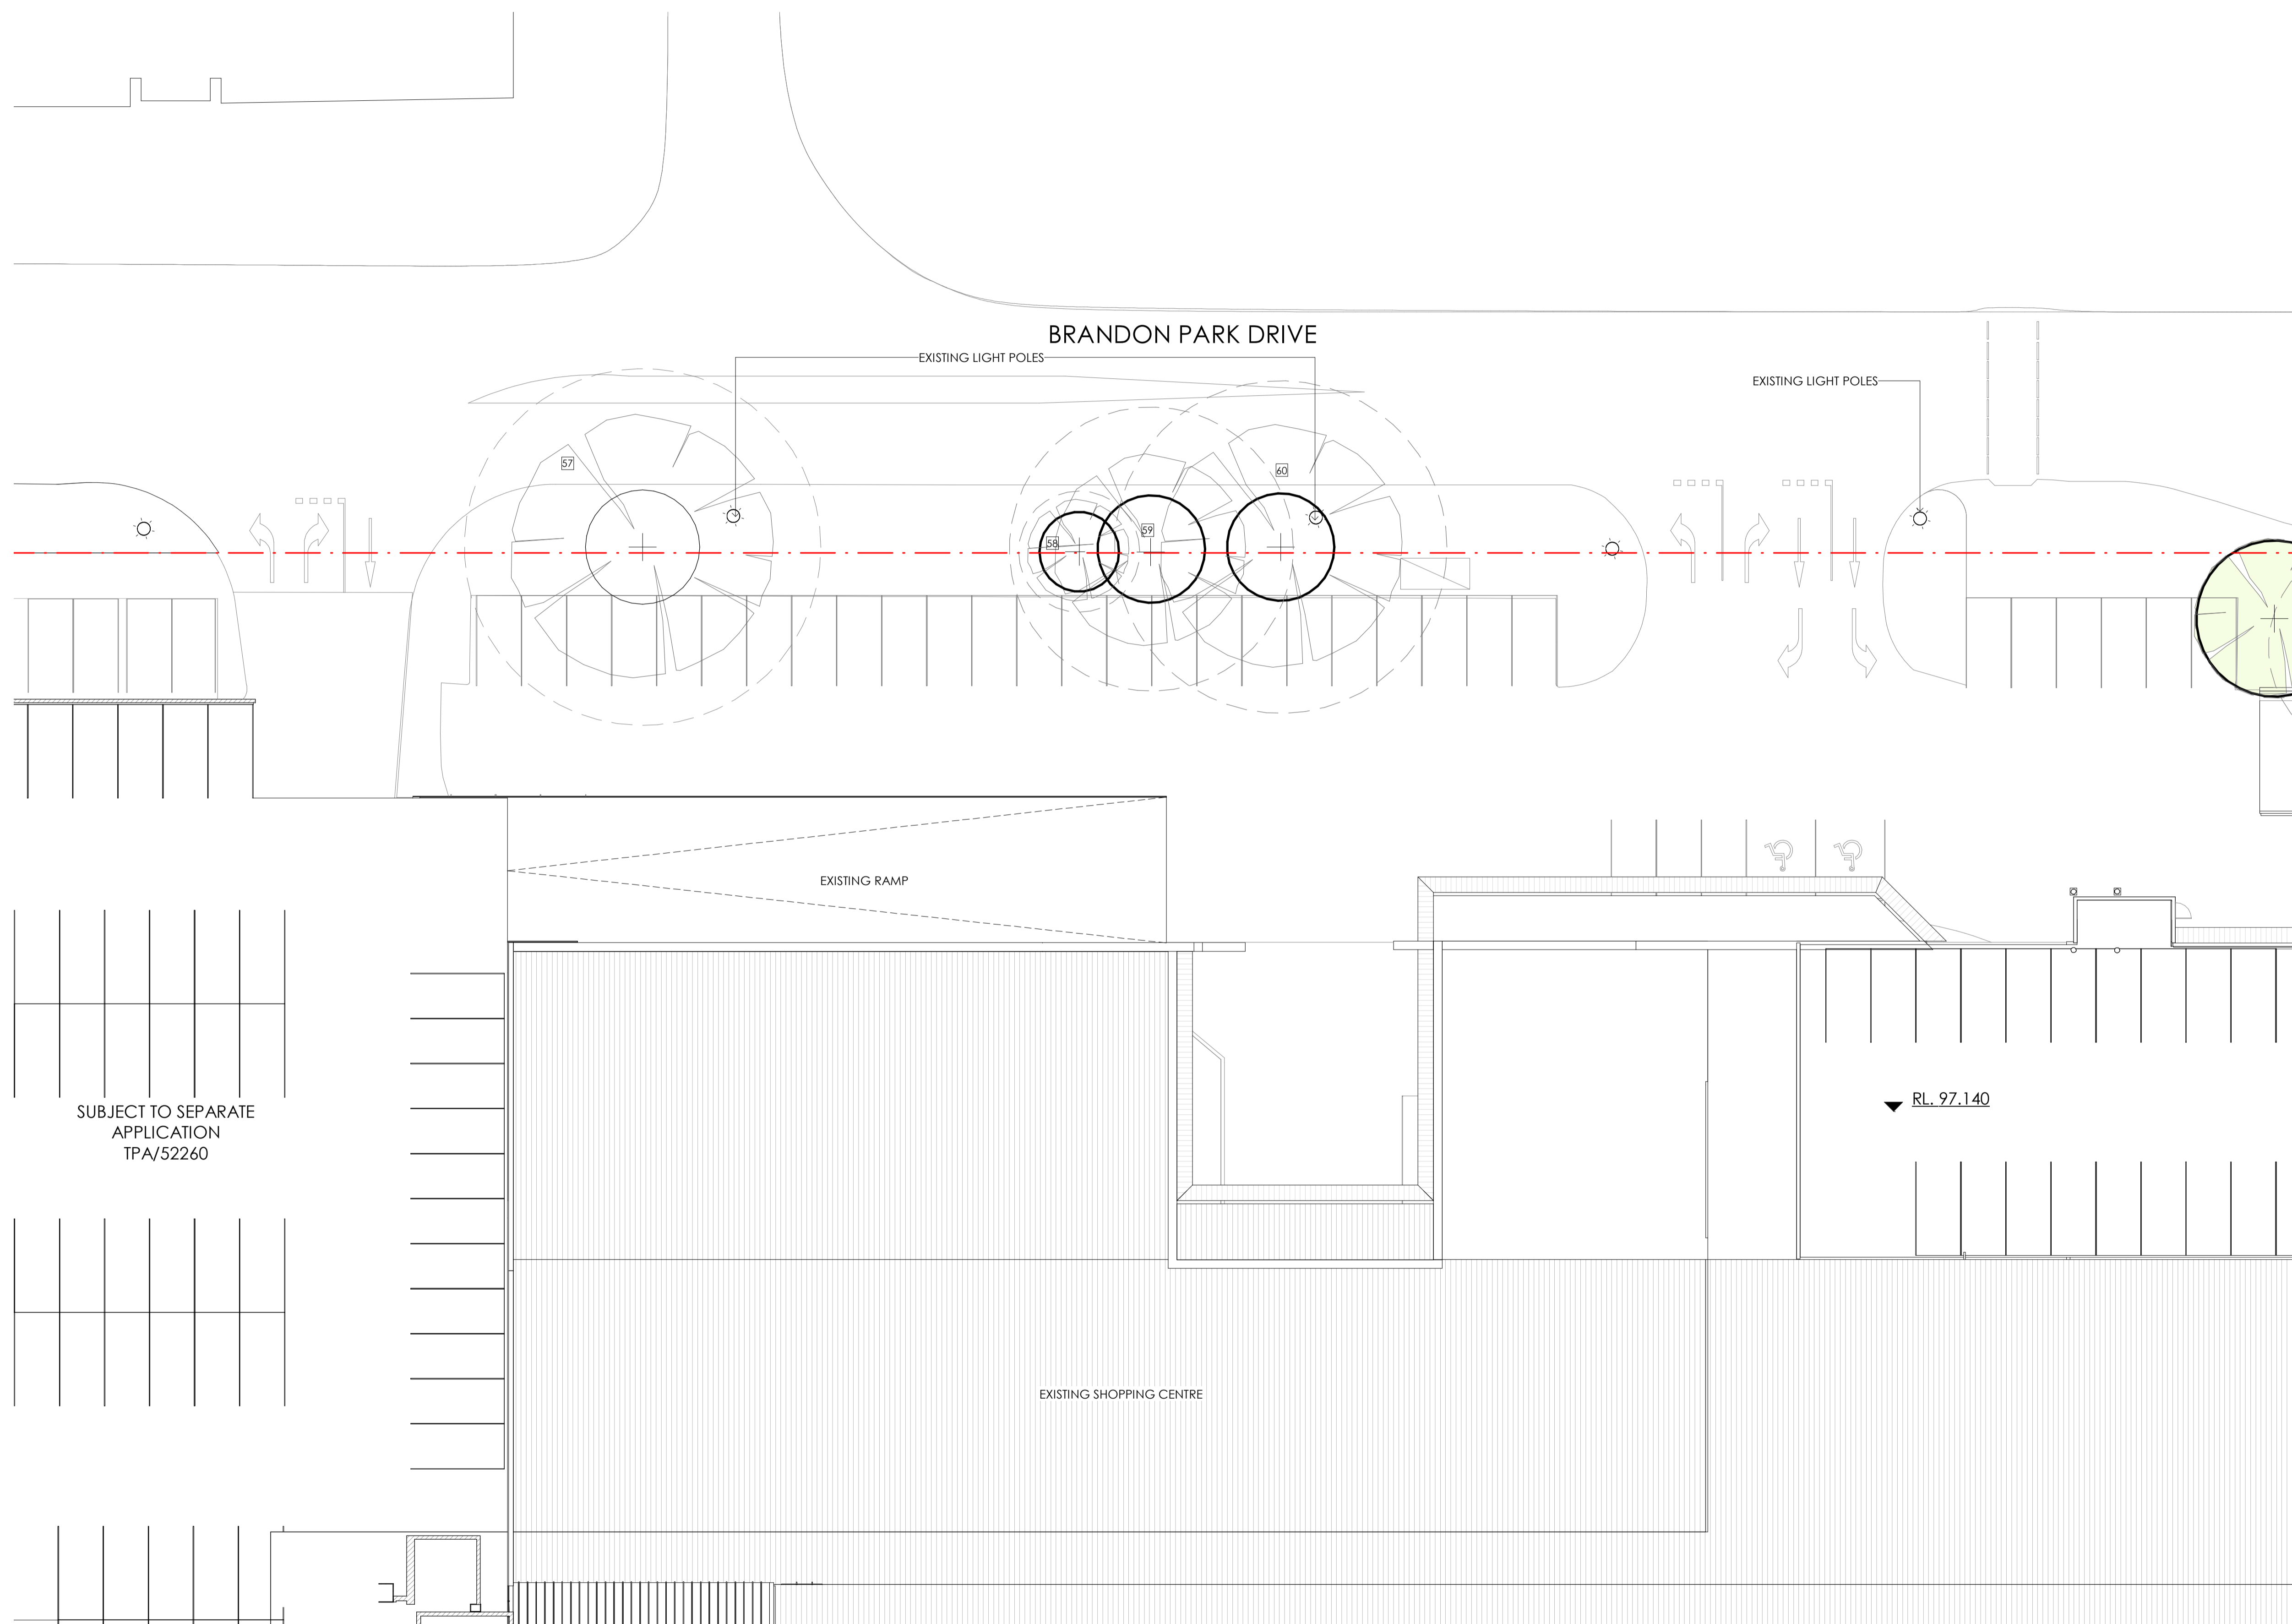 BRANDON PARK DRIVE
EXISTING LIGHT POLES
EXISTING LIGHT POLES
57
60
59
58
EXISTING RAMP
SUBJECT TO SEPARATE
APPLICATION
TPA/52260
RL. 97.140
EXISTING SHOPPING CENTRE